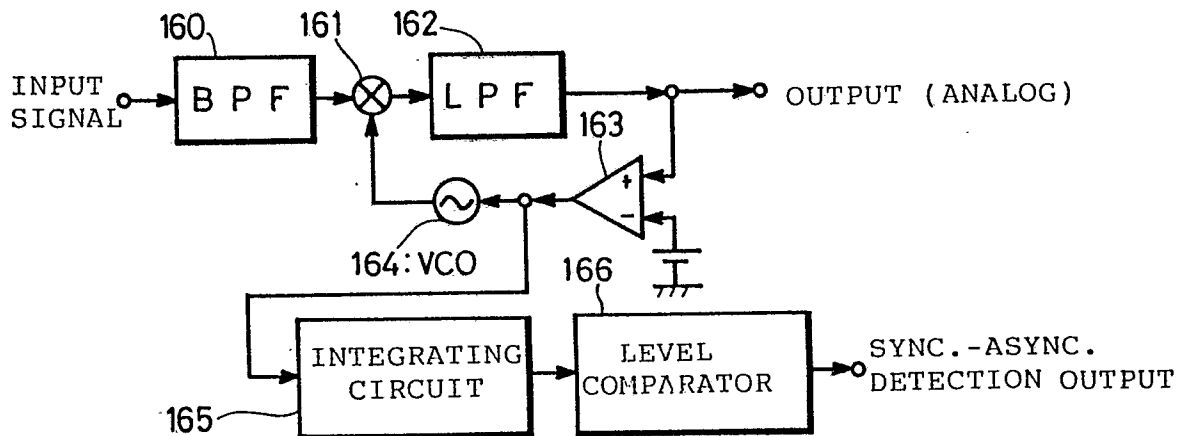 160
161
162
INPUT
SIGNAL
B P F
L P F
OUTPUT (ANALOG)
163
+
−
164:VCO
166
INTEGRATING
CIRCUIT
LEVEL
COMPARATOR
SYNC.-ASYNC.
DETECTION OUTPUT
165